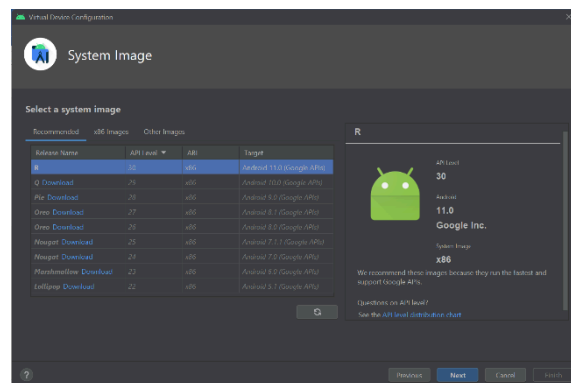 Virtual Device Configuration
System Image
Select a system image
Recommended x86 Images Other Images
Release Name API Level ABI Target
R 30 x86 Android 11.0 (Google APIs)
Q Download 29 x86 Android 10.0 (Google APIs)
Pie Download 28 x86 Android 9.0 (Google APIs)
Oreo Download 27 x86 Android 8.1 (Google APIs)
Oreo Download 26 x86 Android 8.0 (Google APIs)
Nougat Download 25 x86 Android 7.1.1 (Google APIs)
Nougat Download 24 x86 Android 7.0 (Google APIs)
Marshmallow Download 23 x86 Android 6.0 (Google APIs)
Lollipop Download 22 x86 Android 5.1 (Google APIs)
R
API Level
30
Android
11.0
Google Inc.
System Image
x86
We recommend these images because they run the fastest and
support Google APIs.
Questions on API level?
See the API level distribution chart
? Previous Next Cancel Finish